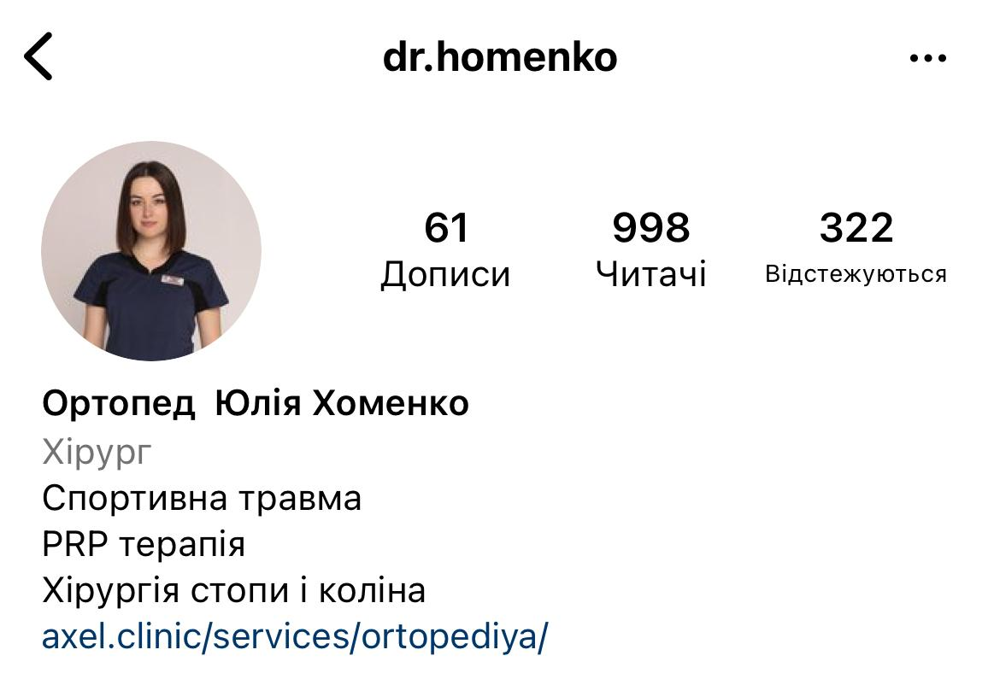 dr.homenko
61 998 322
Дописи Читачі Відстежуються
Ортопед Юлія Хоменко
Хірург
Спортивна травма
PRP терапія
Хірургія стопи і коліна
axel.clinic/services/ortopediya/